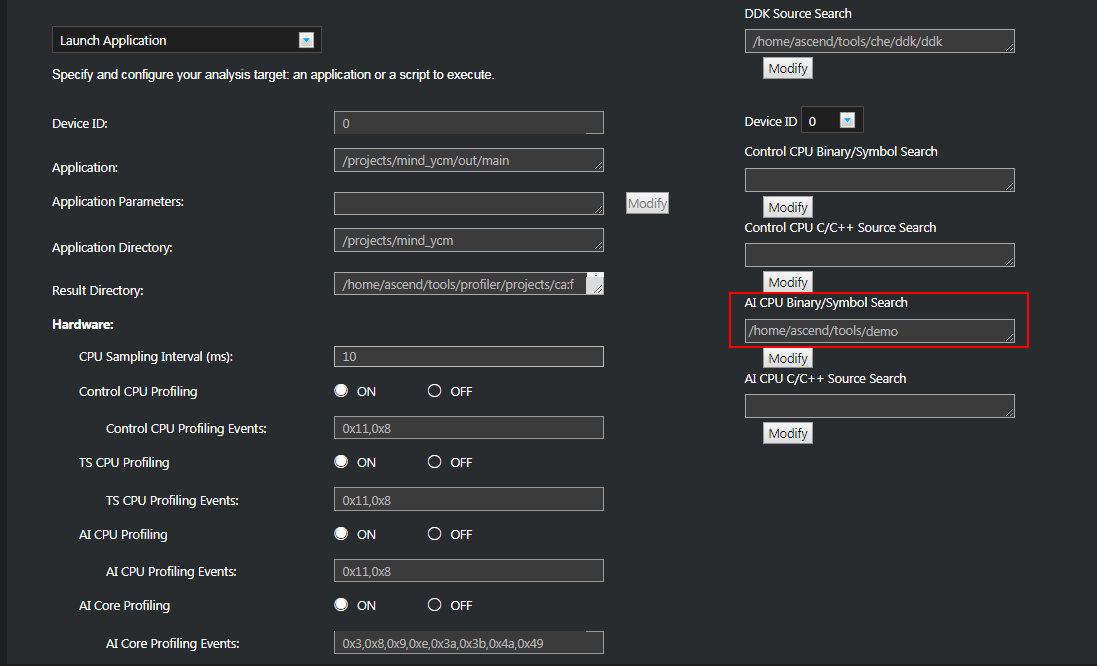 Launch Application
Specify and configure your analysis target: an application or a script to execute.
Device ID:
0
Application:
/projects/mind_ycm/out/main
Application Parameters:
Modify
Application Directory:
/projects/mind_ycm
Result Directory:
/home/ascend/tools/profiler/projects/ca:f
Hardware:
CPU Sampling Interval (ms):
10
Control CPU Profiling
ON
OFF
Control CPU Profiling Events:
0x11,0x8
TS CPU Profiling
ON
OFF
TS CPU Profiling Events:
0x11,0x8
AI CPU Profiling
ON
OFF
AI CPU Profiling Events:
0x11,0x8
AI Core Profiling
ON
OFF
AI Core Profiling Events:
0x3,0x8,0x9,0xe,0x3a,0x3b,0x4a,0x49
DDK Source Search
/home/ascend/tools/che/ddk/ddk
Modify
Device ID
0
Control CPU Binary/Symbol Search
Modify
Control CPU C/C++ Source Search
Modify
AI CPU Binary/Symbol Search
/home/ascend/tools/demo
Modify
AI CPU C/C++ Source Search
Modify